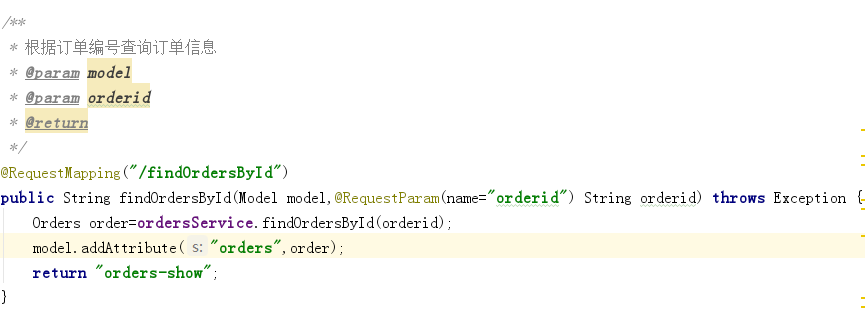 /**
 * 根据订单编号查询订单信息
 * @param model
 * @param orderid
 * @return
 */
@RequestMapping("/findOrdersById")
public String findOrdersById(Model model,@RequestParam(name="orderid") String orderid) throws Exception {
    Orders order=ordersService.findOrdersById(orderid);
    model.addAttribute( s: "orders",order);
    return "orders-show";
}